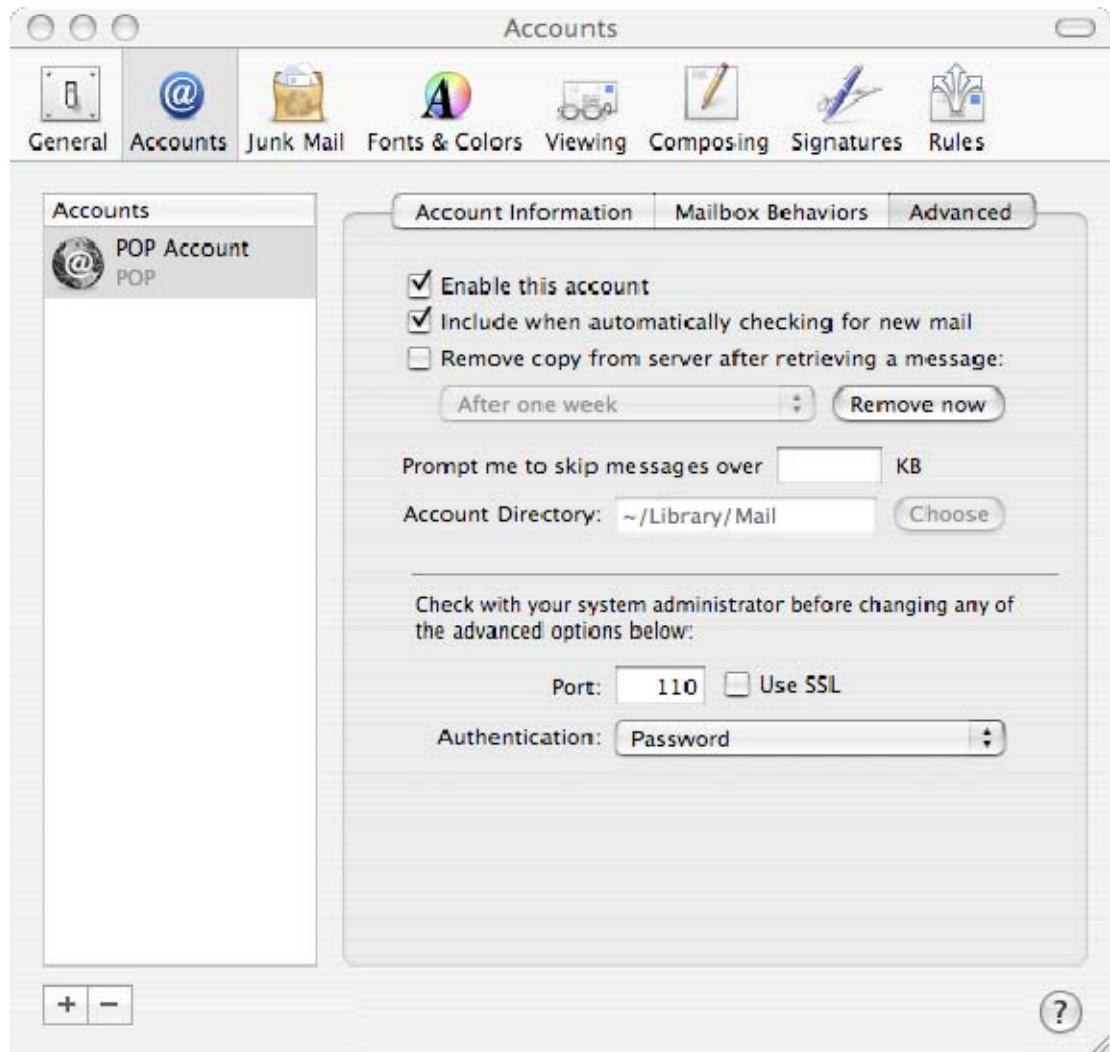 Accounts
General Accounts Junk Mail Fonts & Colors Viewing Composing Signatures Rules
Accounts
POP Account
POP
Account Information Mailbox Behaviors Advanced
Enable this account
Include when automatically checking for new mail
Remove copy from server after retrieving a message:
After one week Remove now
Prompt me to skip messages over KB
Account Directory: ~/Library/Mail Choose
Check with your system administrator before changing any of
the advanced options below:
Port: 110 Use SSL
Authentication: Password
+ − ?